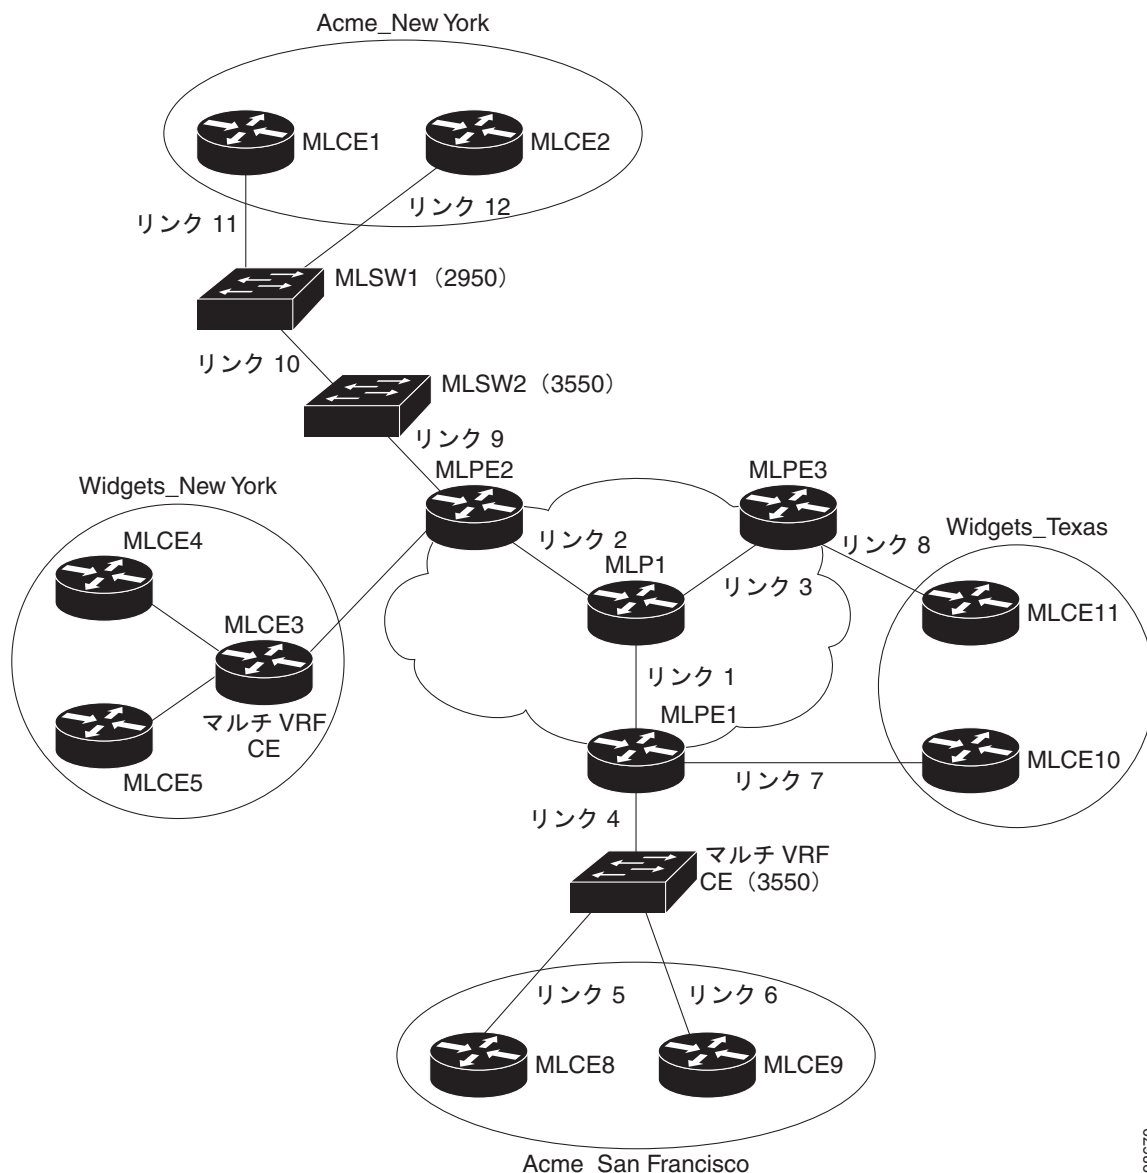 Acme_New York
MLCE1
MLCE2
リンク 11
リンク 12
MLSW1（2950）
リンク 10
MLSW2（3550）
リンク 9
MLPE2
MLPE3
Widgets_New York
Widgets_Texas
MLCE4
リンク 2
リンク 8
MLP1
リンク 3
MLCE11
MLCE3
リンク 1
マルチ VRF
CE
MLPE1
MLCE5
MLCE10
リンク 7
リンク 4
マルチ VRF
CE（3550）
リンク 5
リンク 6
MLCE8
MLCE9
Acme_San Francisco